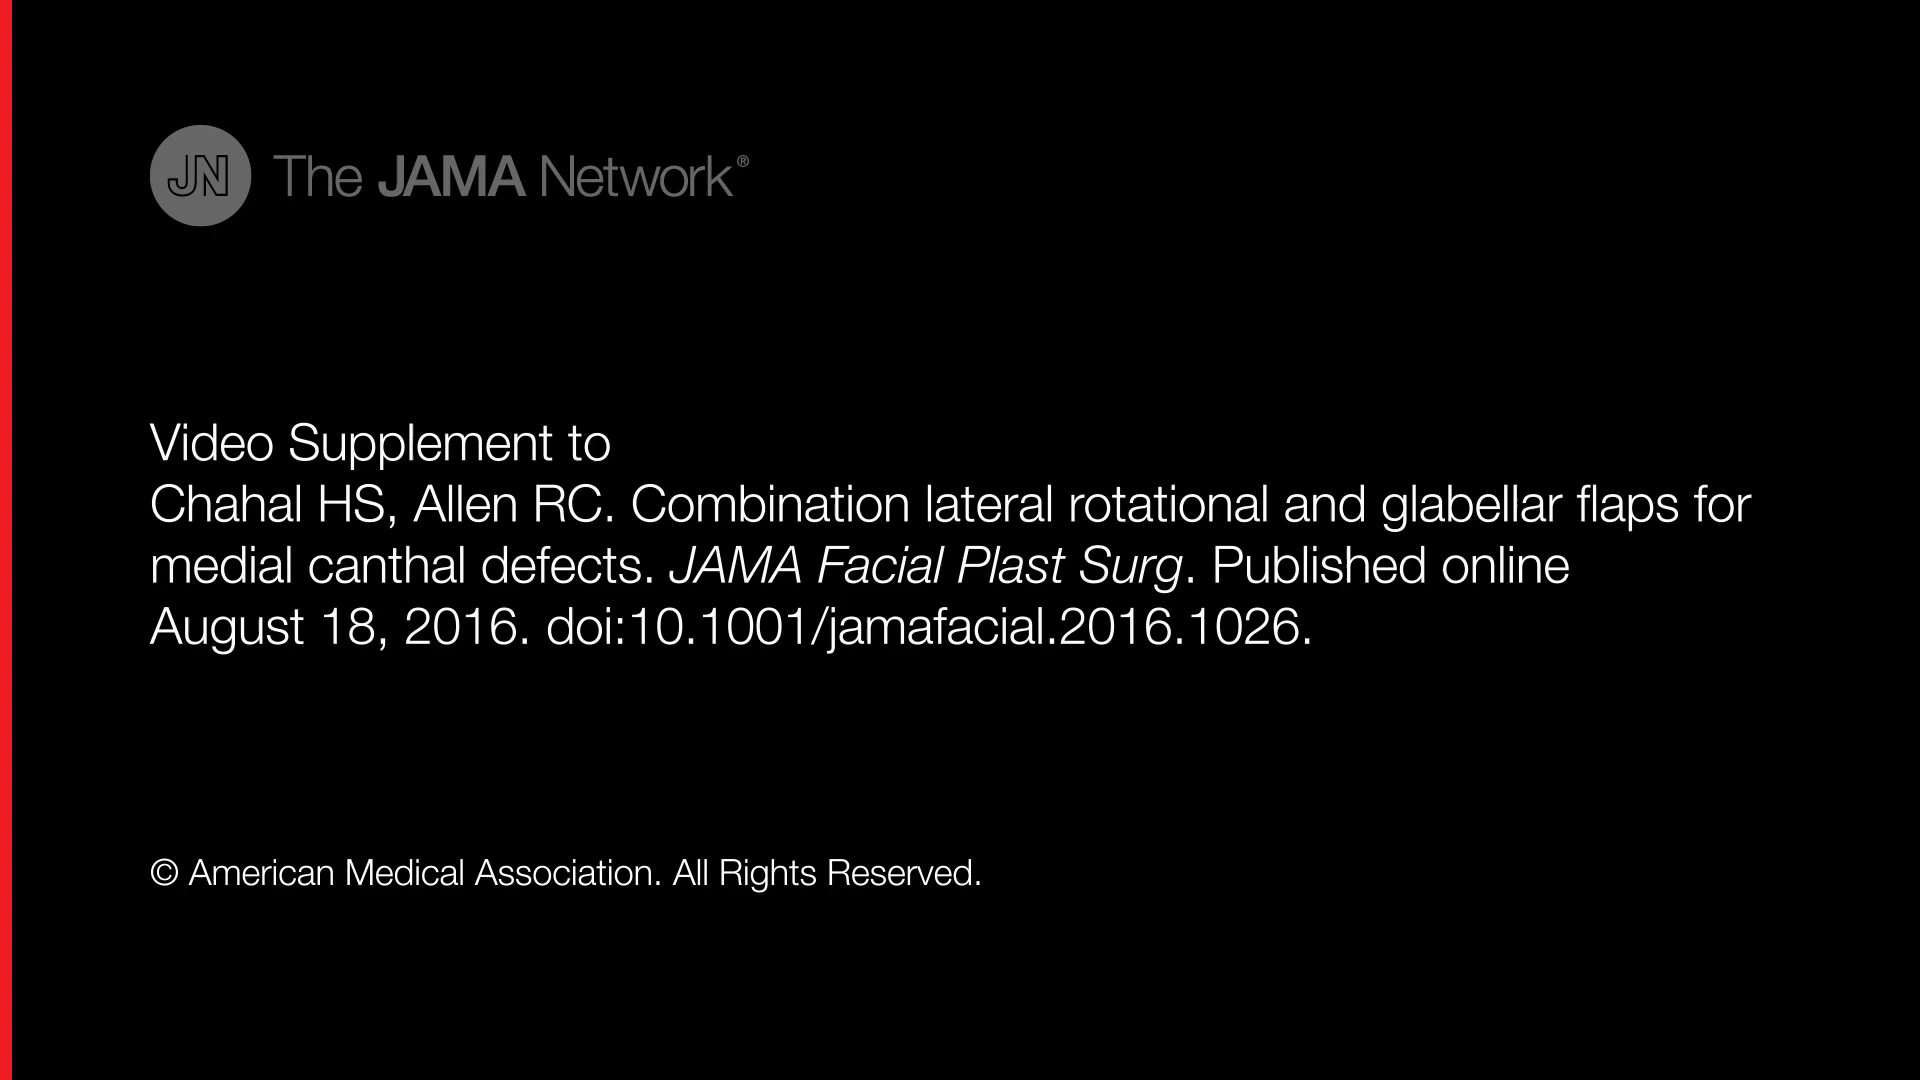 JN The JAMA Network®
Video Supplement to
Chahal HS, Allen RC. Combination lateral rotational and glabellar flaps for
medial canthal defects. JAMA Facial Plast Surg. Published online
August 18, 2016. doi:10.1001/jamafacial.2016.1026.
© American Medical Association. All Rights Reserved.